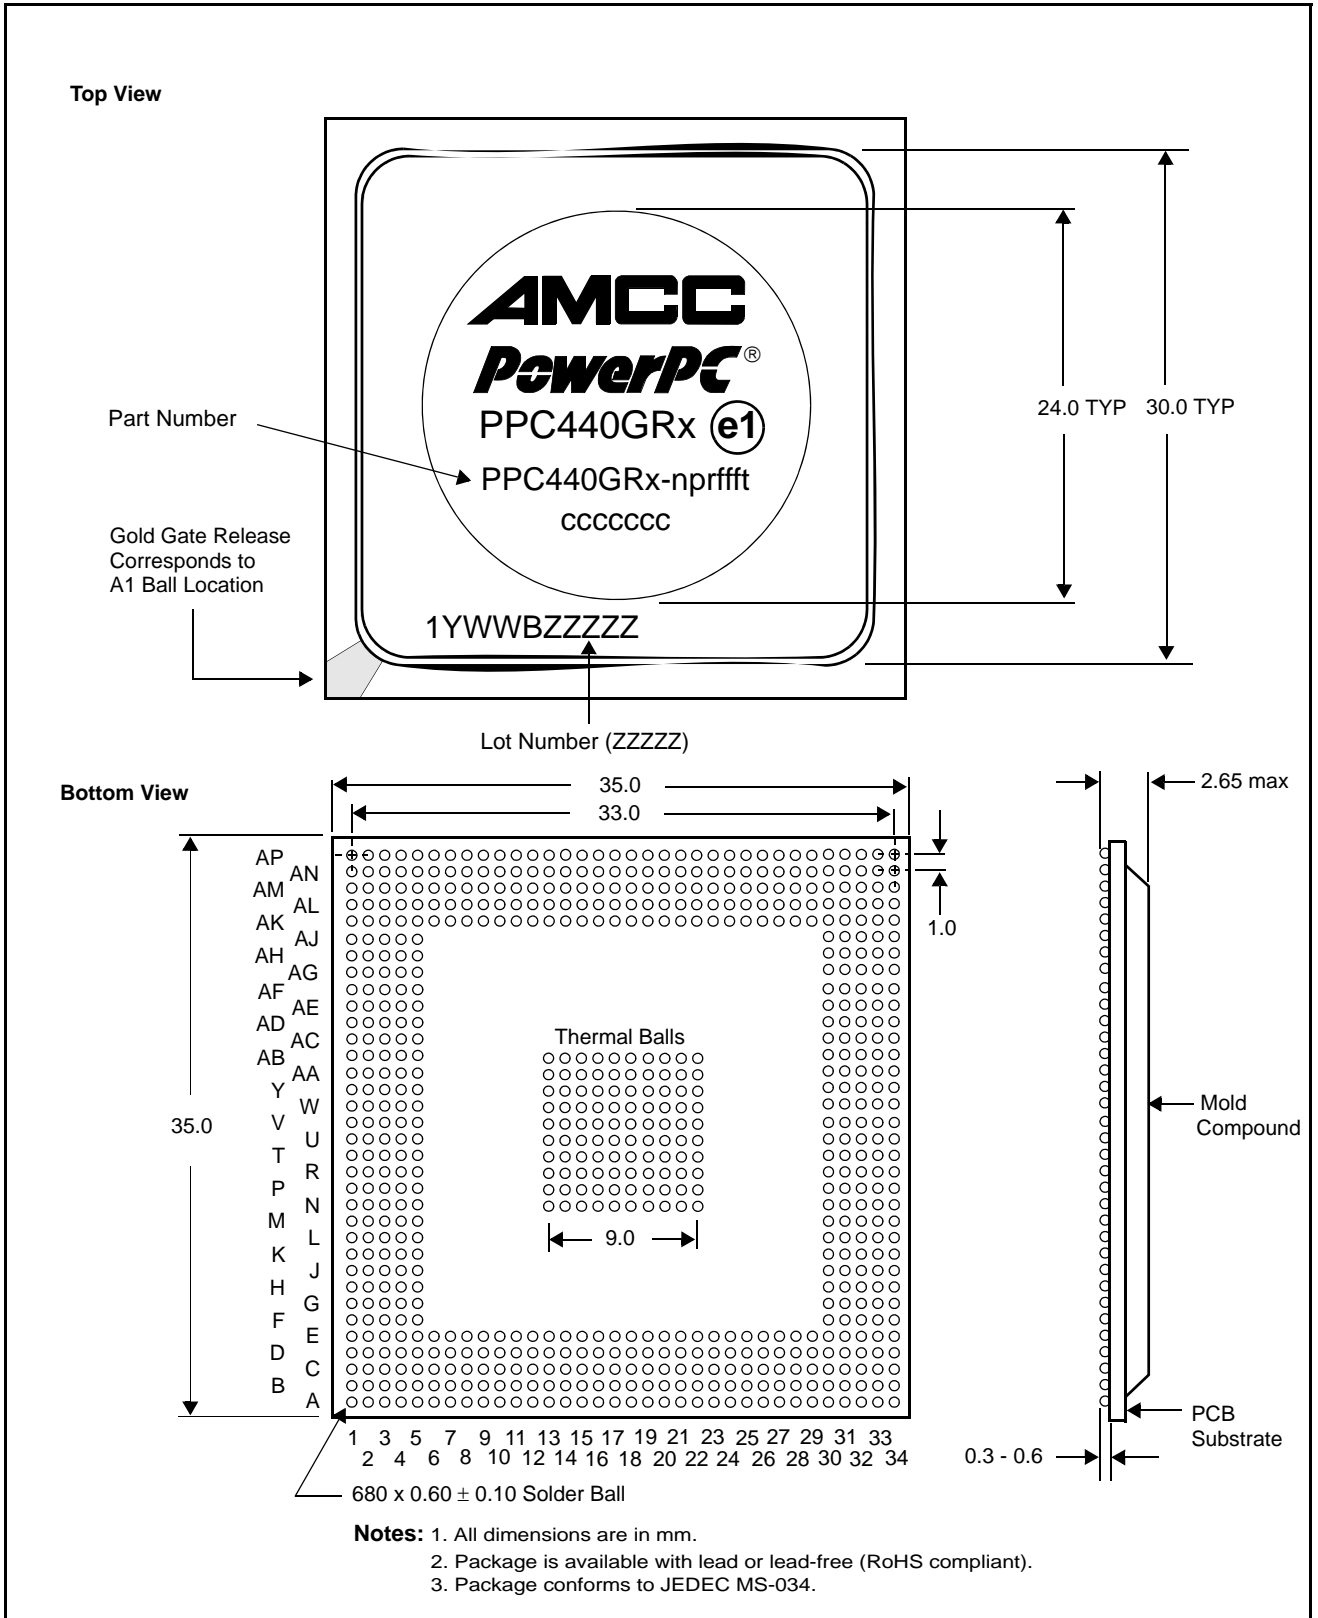 Top View
AMCC
PowerPC®
PPC440GRx e1
PPC440GRx-nprffft
ccccccc
1YWWBZZZZZ
Part Number
Gold Gate Release
Corresponds to
A1 Ball Location
Lot Number (ZZZZZ)
24.0 TYP
30.0 TYP
Bottom View
35.0
33.0
2.65 max
1.0
AP
AN
AM
AL
AK
AJ
AH
AG
AF
AE
AD
AC
AB
AA
Y
W
V
U
T
R
P
N
M
L
K
J
H
G
F
E
D
C
B
A
35.0
Thermal Balls
9.0
Mold
Compound
PCB
Substrate
0.3 - 0.6
1 3 5 7 9 11 13 15 17 19 21 23 25 27 29 31 33
2 4 6 8 10 12 14 16 18 20 22 24 26 28 30 32 34
680 x 0.60 ± 0.10 Solder Ball
Notes: 1. All dimensions are in mm.
2. Package is available with lead or lead-free (RoHS compliant).
3. Package conforms to JEDEC MS-034.